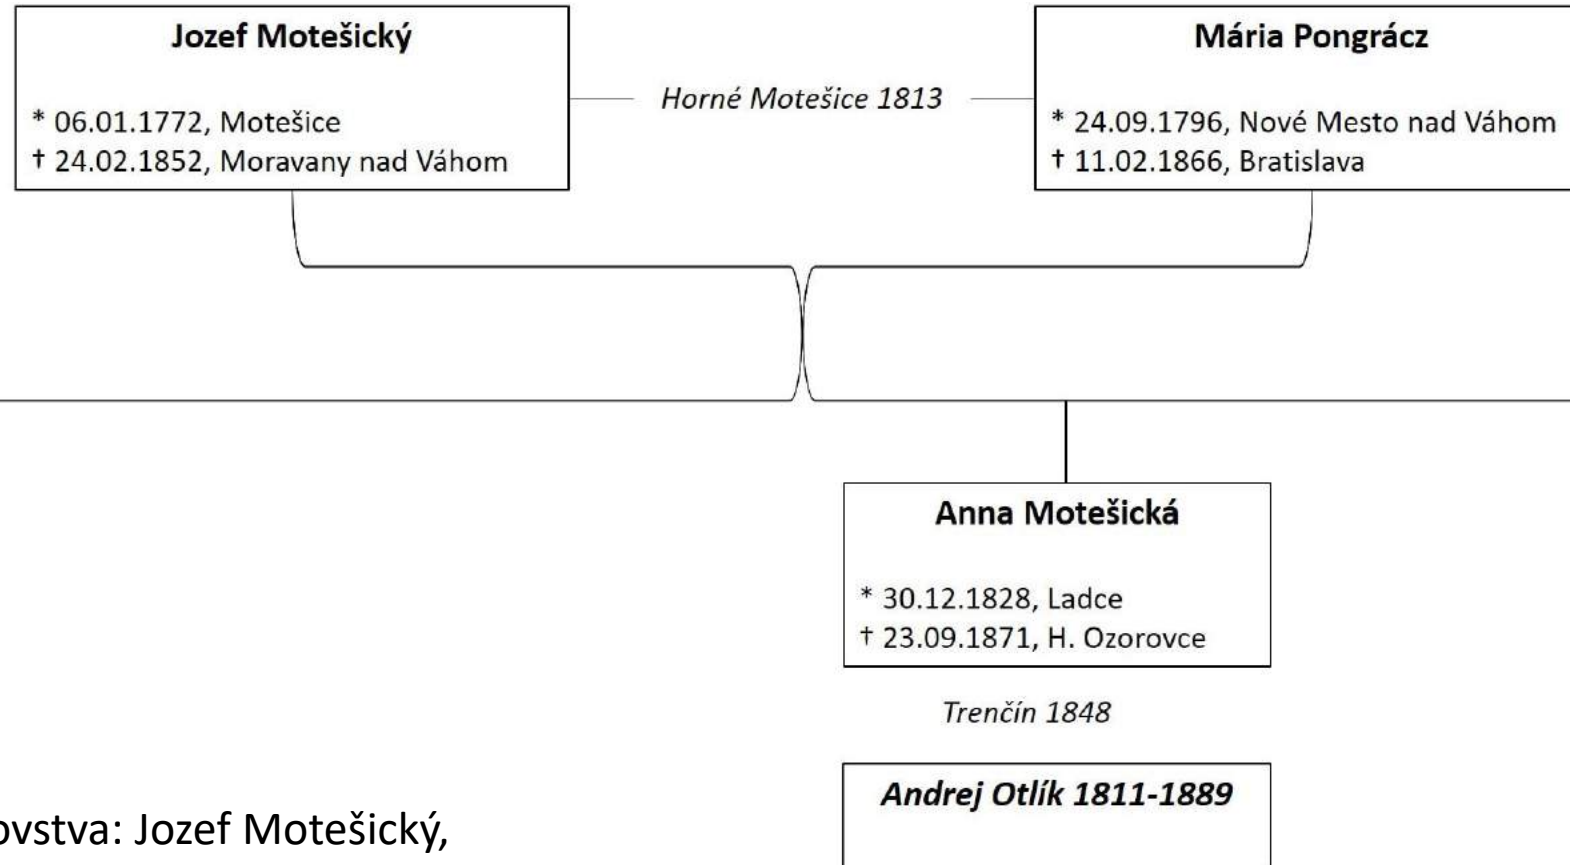 Jozef Motešický
* 06.01.1772, Motešice
† 24.02.1852, Moravany nad Váhom
Horné Motešice 1813
Mária Pongrácz
* 24.09.1796, Nové Mesto nad Váhom
† 11.02.1866, Bratislava
Anna Motešická
* 30.12.1828, Ladce
† 23.09.1871, H. Ozorovce
Trenčín 1848
Andrej Otlík 1811-1889
ovstva: Jozef Motešický,